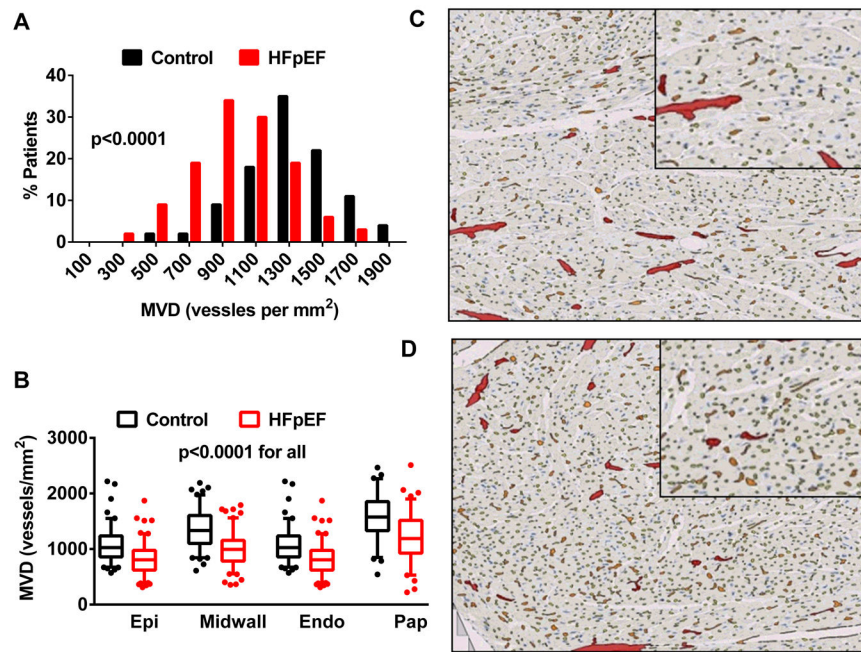 A
Control HFpEF
% Patients
40
30
20
10
0
p<0.0001
100 300 500 700 900 1100 1300 1500 1700 1900
MVD (vessles per mm²)
B
Control HFpEF
MVD (vessels/mm²)
3000
2000
1000
0
p<0.0001 for all
Epi Midwall Endo Pap
C
D